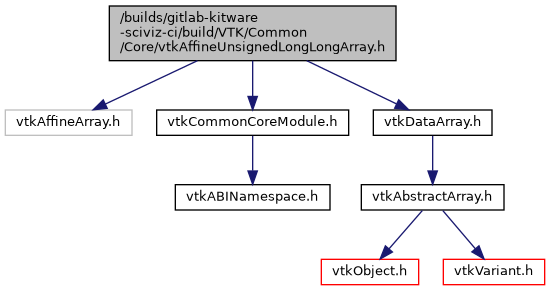 /builds/gitlab-kitware
-sciviz-ci/build/VTK/Common
/Core/vtkAffineUnsignedLongLongArray.h
vtkAffineArray.h
vtkCommonCoreModule.h
vtkDataArray.h
vtkABINamespace.h
vtkAbstractArray.h
vtkObject.h
vtkVariant.h